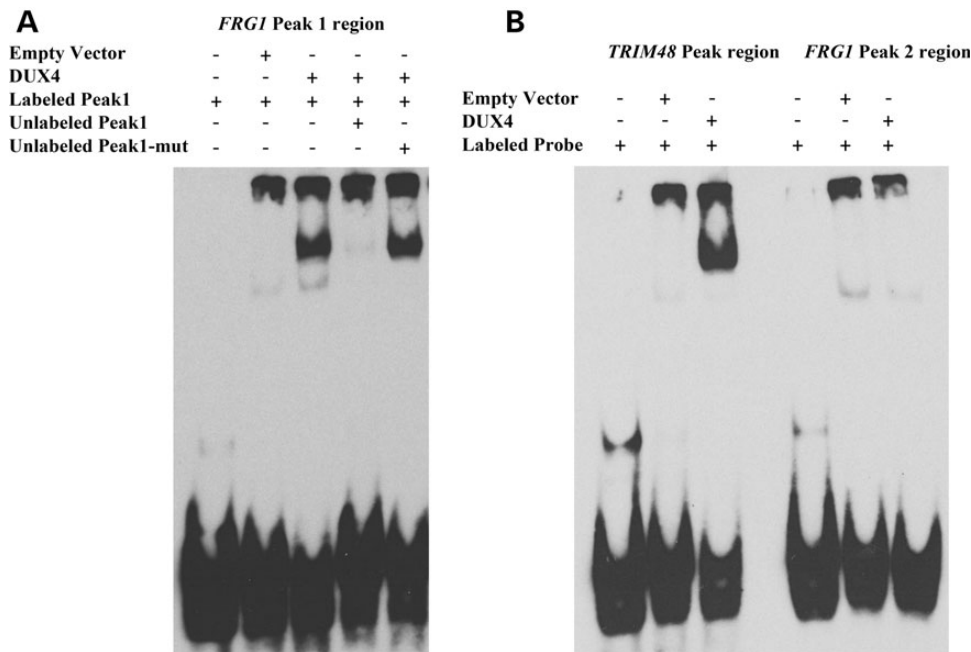 A
FRG1 Peak 1 region
Empty Vector - + - - -
DUX4 - - + + +
Labeled Peak1 + + + + +
Unlabeled Peak1 - - - + -
Unlabeled Peak1-mut - - - - +
B
TRIM48 Peak region FRG1 Peak 2 region
Empty Vector - + - - + -
DUX4 - - + - - +
Labeled Probe + + + + + +